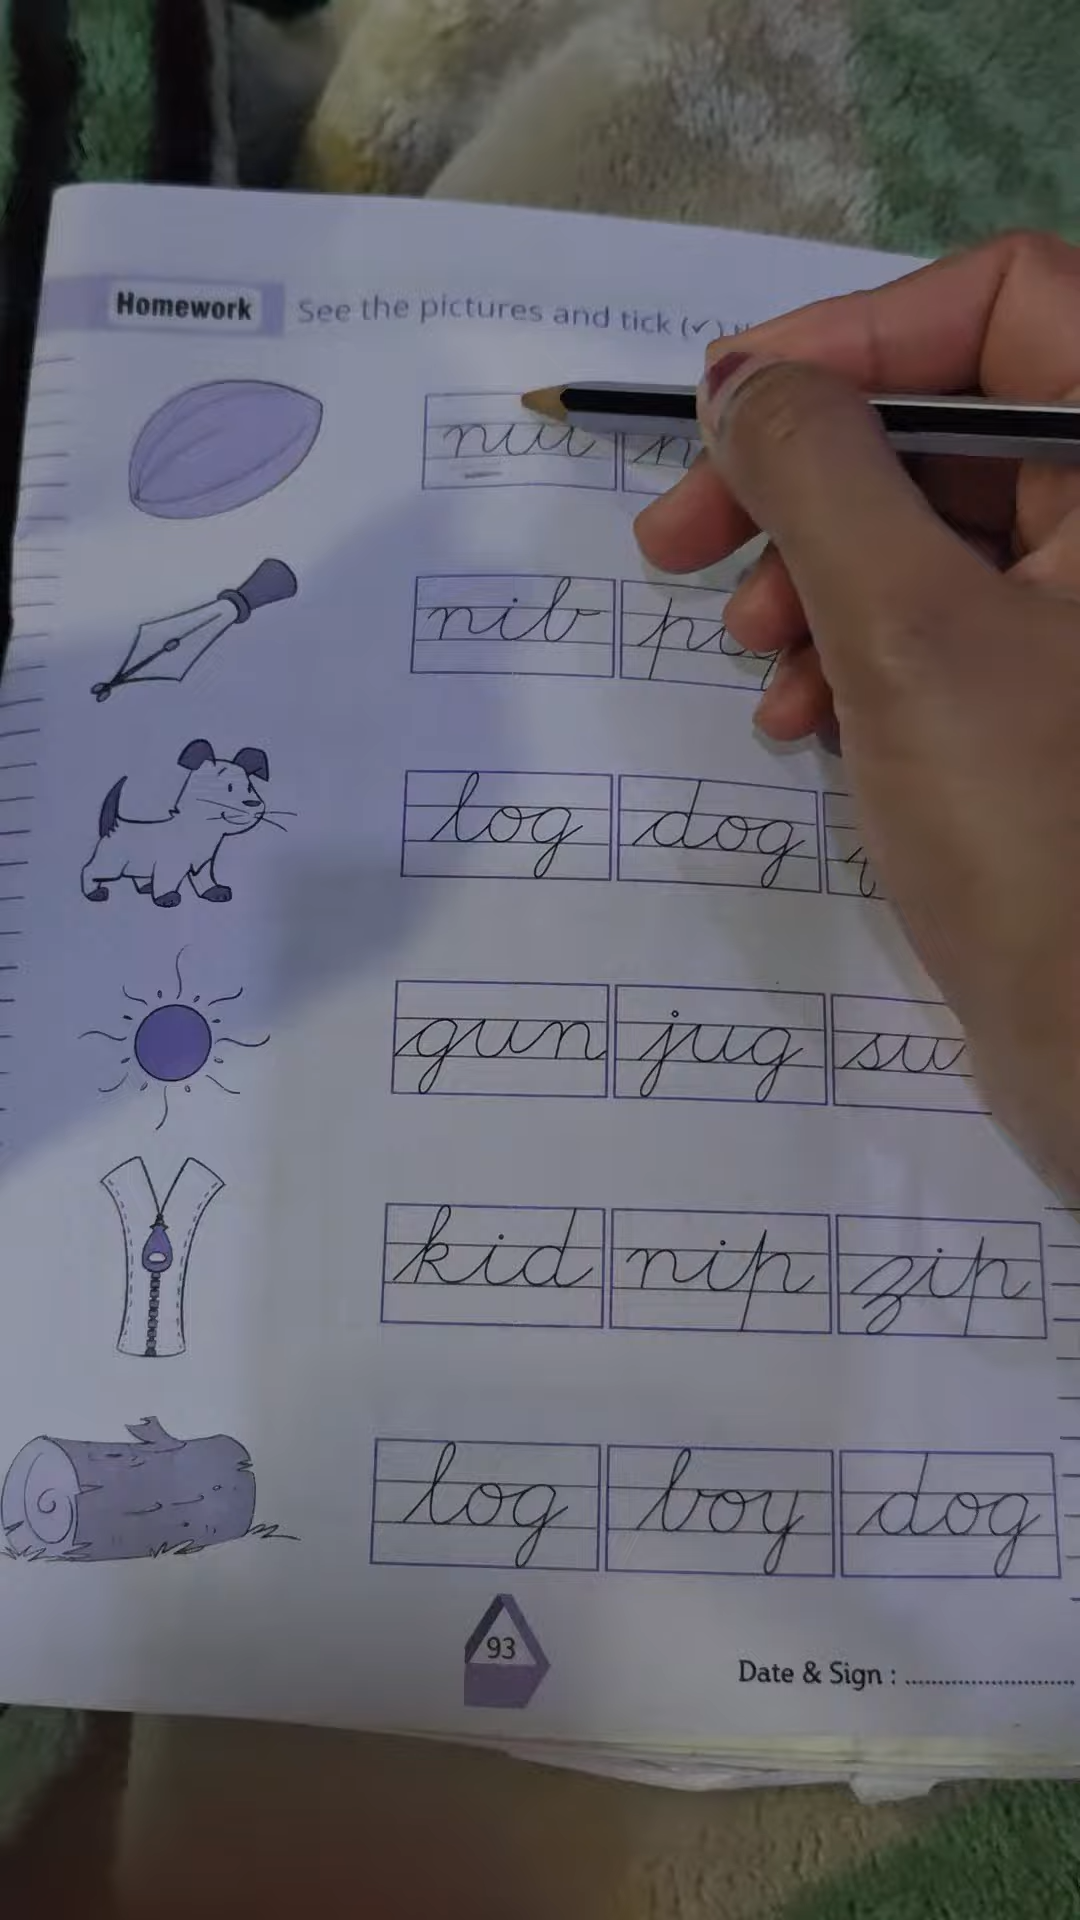 Homework See the pictures and tick (✓)
nib
log dog
gun jug
kid nip zip
log boy dog
93
Date & Sign : ........................